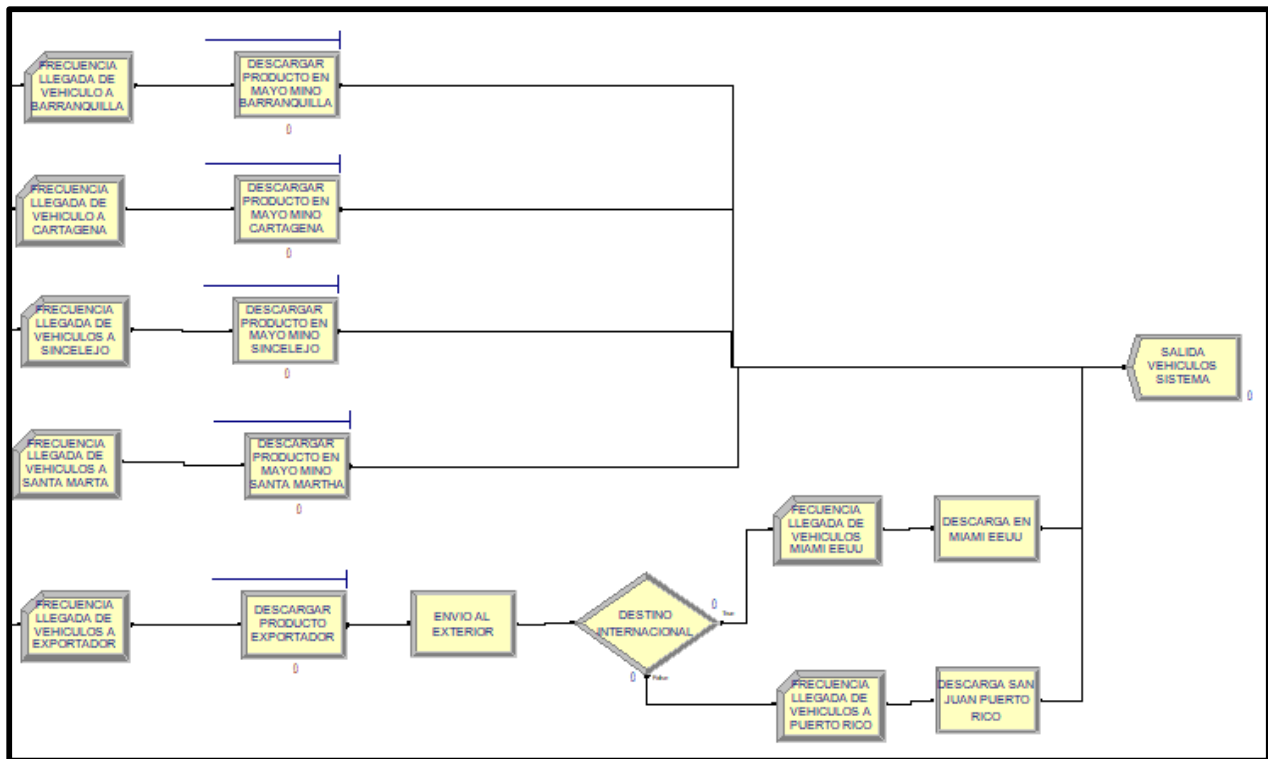 FRECUENCIA
LLEGADA DE
VEHICULO A
BARRANQUILLA
DESCARGAR
PRODUCTO EN
MAYO MINO
BARRANQUILLA
0
FRECUENCIA
LLEGADA DE
VEHICULO A
CARTAGENA
DESCARGAR
PRODUCTO EN
MAYO MINO
CARTAGENA
0
FRECUENCIA
LLEGADA DE
VEHICULOS A
SINCELEJO
DESCARGAR
PRODUCTO EN
MAYO MINO
SINCELEJO
0
SALIDA
VEHICULOS
SISTEMA
0
FRECUENCIA
LLEGADA DE
VEHICULOS A
SANTA MARTA
DESCARGAR
PRODUCTO EN
MAYO MINO
SANTA MARTHA
0
FRECUENCIA
LLEGADA DE
VEHICULOS A
EXPORTADOR
DESCARGAR
PRODUCTO
EXPORTADOR
0
ENVIO AL
EXTERIOR
DESTINO
INTERNACIONAL
0
True
0
False
FECUENCIA
LLEGADA DE
VEHICULOS
MIAMI EEUU
DESCARGA EN
MIAMI EEUU
FRECUENCIA
LLEGADA DE
VEHICULOS A
PUERTO RICO
DESCARGA SAN
JUAN PUERTO
RICO